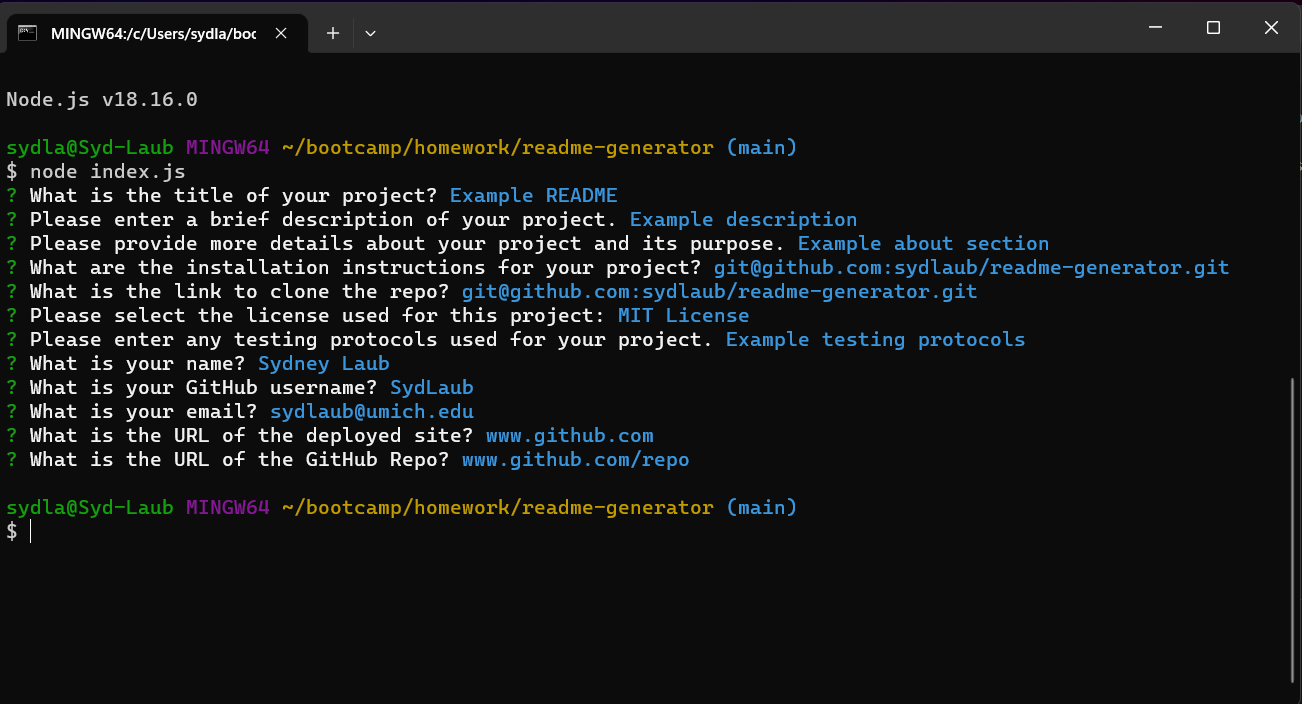 MINGW64:/c/Users/sydla/boc
Node.js v18.16.0
sydla@Syd-Laub MINGW64 ~/bootcamp/homework/readme-generator (main)
$ node index.js
? What is the title of your project? Example README
? Please enter a brief description of your project. Example description
? Please provide more details about your project and its purpose. Example about section
? What are the installation instructions for your project? git@github.com:sydlaub/readme-generator.git
? What is the link to clone the repo? git@github.com:sydlaub/readme-generator.git
? Please select the license used for this project: MIT License
? Please enter any testing protocols used for your project. Example testing protocols
? What is your name? Sydney Laub
? What is your GitHub username? SydLaub
? What is your email? sydlaub@umich.edu
? What is the URL of the deployed site? www.github.com
? What is the URL of the GitHub Repo? www.github.com/repo
sydla@Syd-Laub MINGW64 ~/bootcamp/homework/readme-generator (main)
$